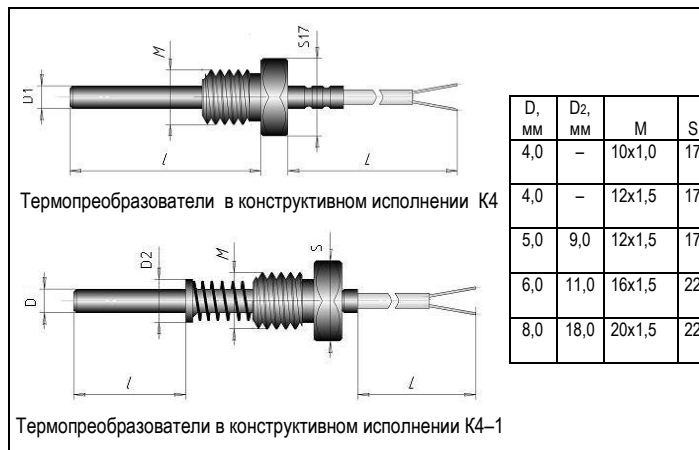 S17
M
D1
l
L
Термопреобразователи в конструктивном исполнении К4
S
M
D2
D
l
L
Термопреобразователи в конструктивном исполнении К4–1
D, мм D2, мм М S
4,0 – 10x1,0 17
4,0 – 12x1,5 17
5,0 9,0 12x1,5 17
6,0 11,0 16x1,5 22
8,0 18,0 20x1,5 22